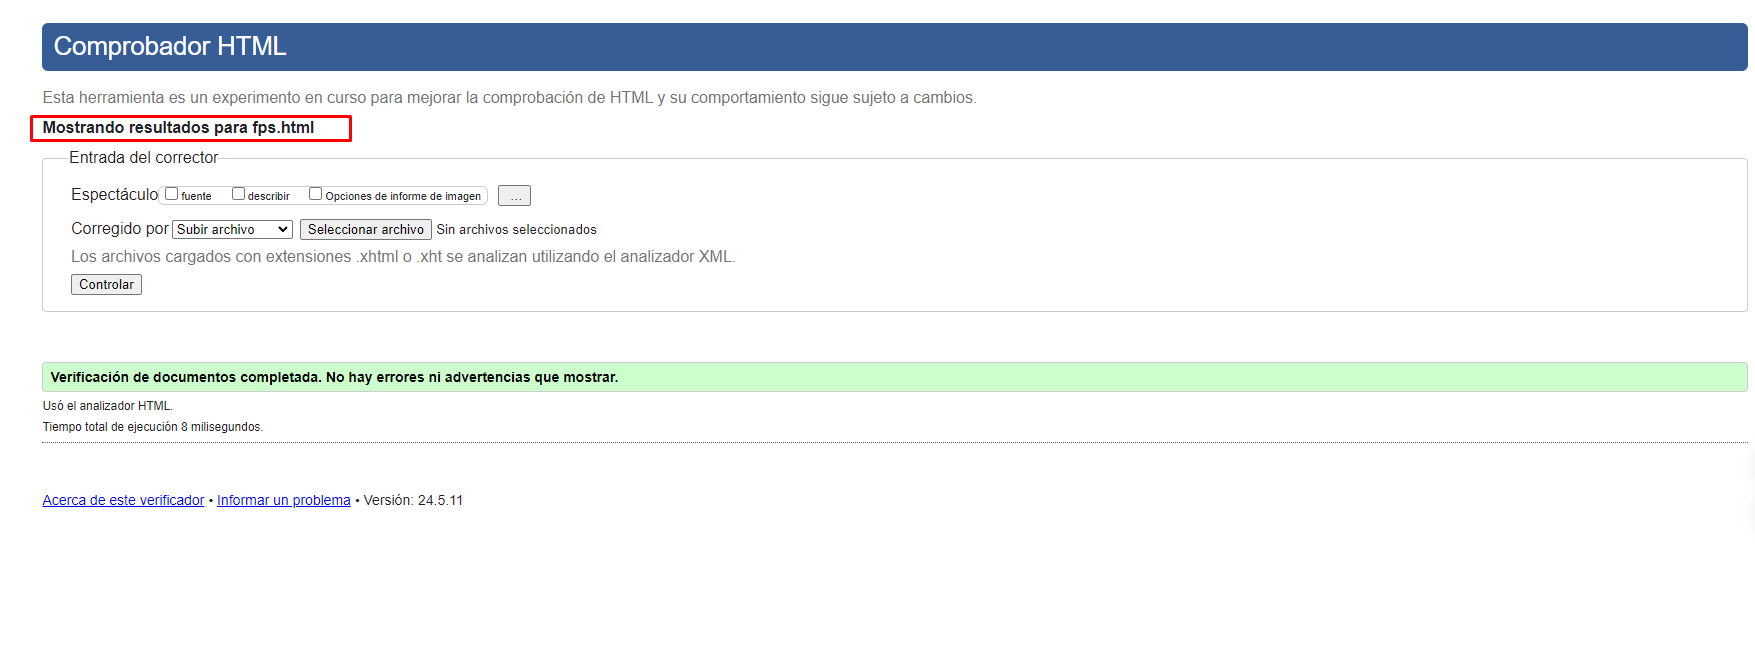 Comprobador HTML
Esta herramienta es un experimento en curso para mejorar la comprobación de HTML y su comportamiento sigue sujeto a cambios.
Mostrando resultados para fps.html
Entrada del corrector
Espectáculo fuente describir Opciones de informe de imagen ...
Corregido por Subir archivo Seleccionar archivo Sin archivos seleccionados
Los archivos cargados con extensiones .xhtml o .xht se analizan utilizando el analizador XML.
Controlar
Verificación de documentos completada. No hay errores ni advertencias que mostrar.
Usó el analizador HTML.
Tiempo total de ejecución 8 milisegundos.
Acerca de este verificador • Informar un problema • Versión: 24.5.11